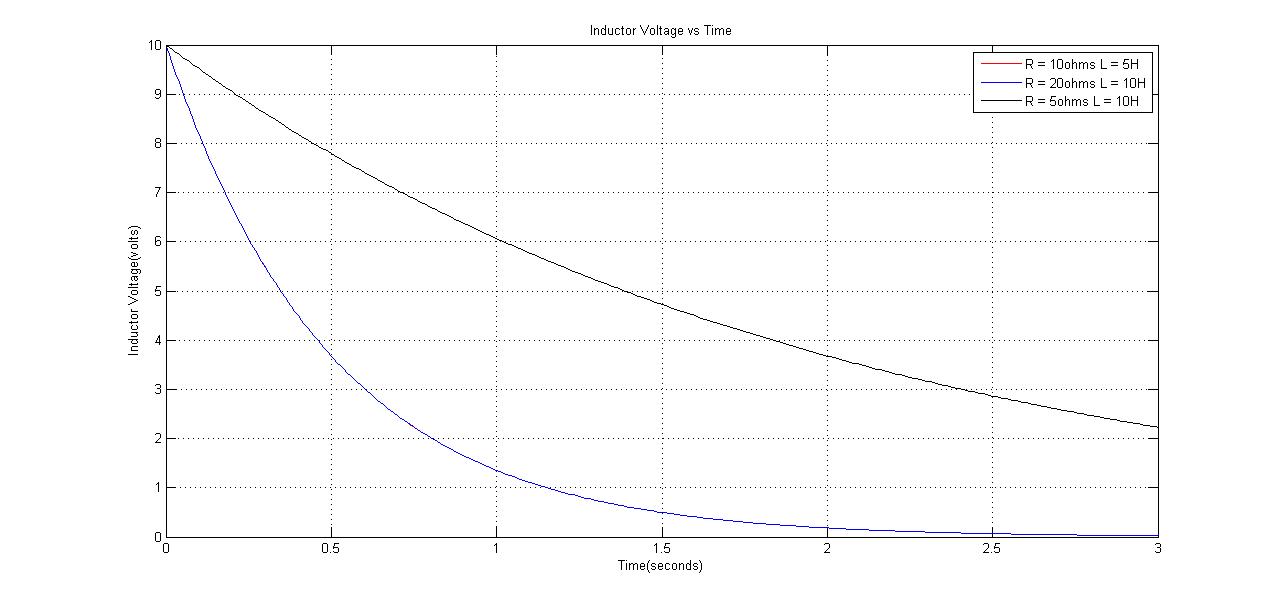 Inductor Voltage vs Time
R = 10ohms L = 5H
R = 20ohms L = 10H
R = 5ohms L = 10H
Inductor Voltage(volts)
10
9
8
7
6
5
4
3
2
1
0
0 0.5 1 1.5 2 2.5 3
Time(seconds)